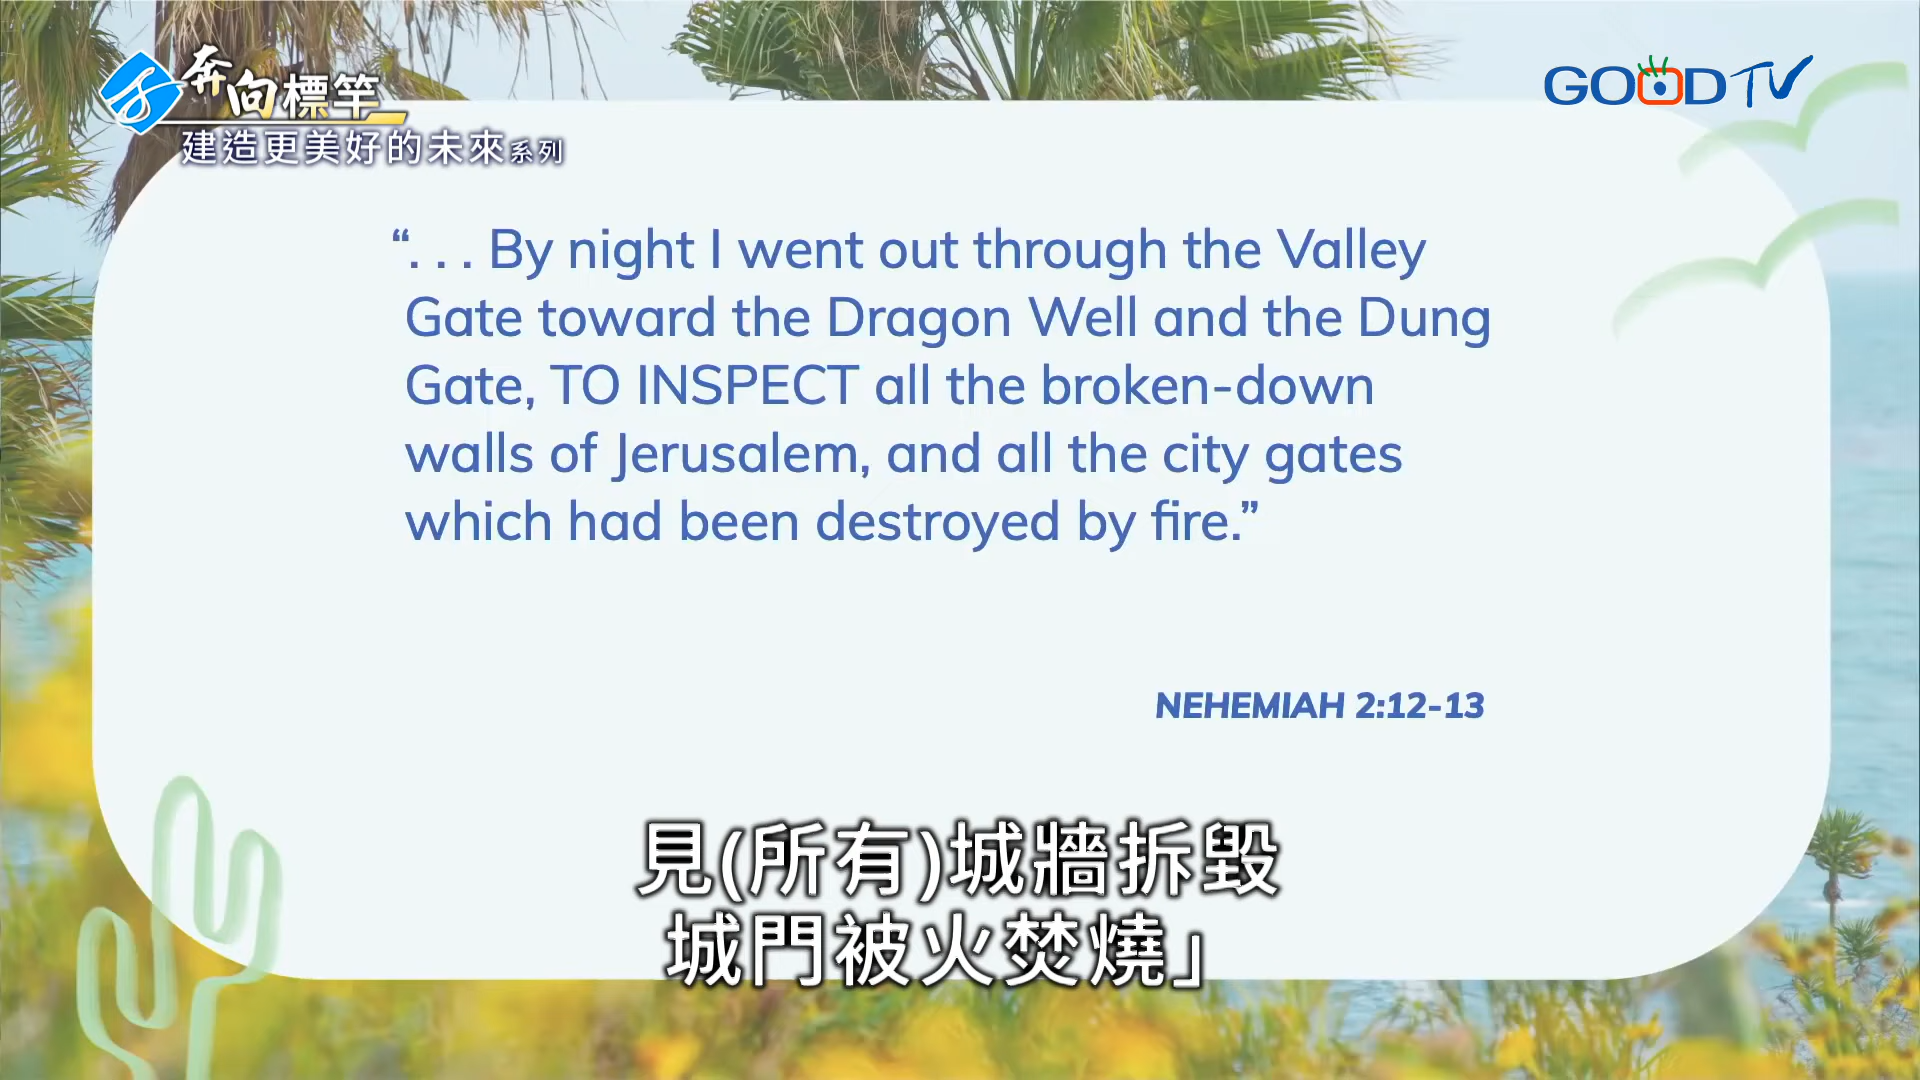 奔向標竿
建造更美好的未來系列
GOOD TV
“. . . By night I went out through the Valley
Gate toward the Dragon Well and the Dung
Gate, TO INSPECT all the broken-down
walls of Jerusalem, and all the city gates
which had been destroyed by fire.”
NEHEMIAH 2:12-13
見(所有)城牆拆毀
城門被火焚燒」